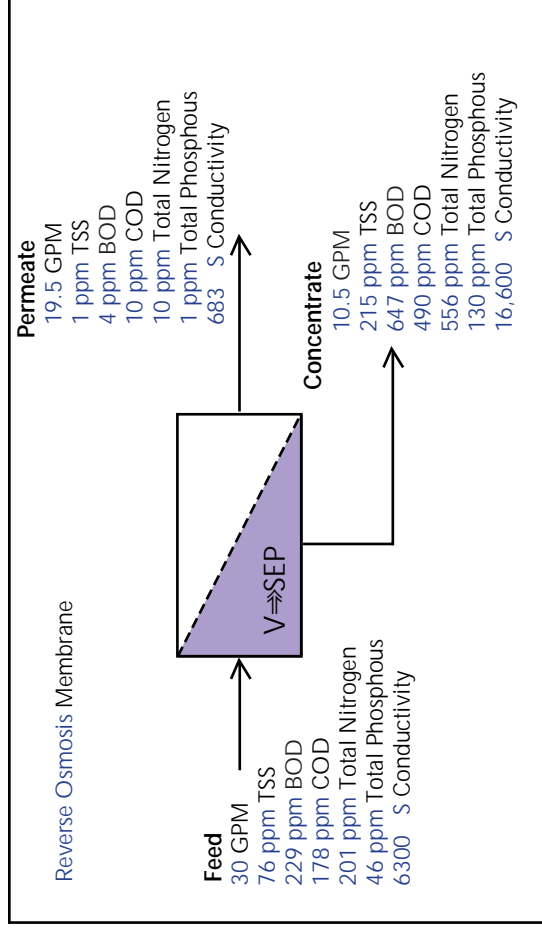 Reverse Osmosis Membrane
Feed
30 GPM
76 ppm TSS
229 ppm BOD
178 ppm COD
201 ppm Total Nitrogen
46 ppm Total Phosphous
6300 S Conductivity
V⇻SEP
Permeate
19.5 GPM
1 ppm TSS
4 ppm BOD
10 ppm COD
10 ppm Total Nitrogen
1 ppm Total Phosphous
683 S Conductivity
Concentrate
10.5 GPM
215 ppm TSS
647 ppm BOD
490 ppm COD
556 ppm Total Nitrogen
130 ppm Total Phosphous
16,600 S Conductivity